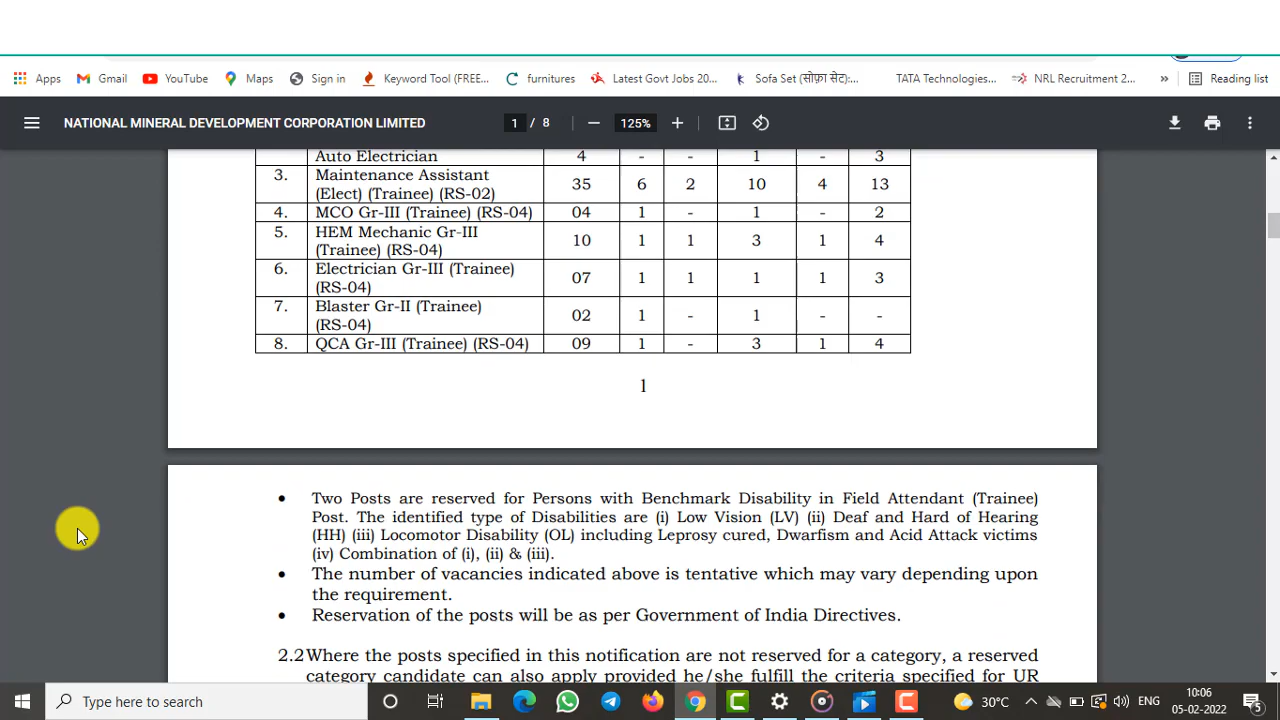 Apps Gmail YouTube Maps Sign in Keyword Tool (FREE... furnitures Latest Govt Jobs 20... Sofa Set (सोफ़ा सेट):... TATA Technologies... NRL Recruitment 2... » Reading list
NATIONAL MINERAL DEVELOPMENT CORPORATION LIMITED 1 / 8 125%
Auto Electrician 4 - - 1 - 3
3. Maintenance Assistant
(Elect) (Trainee) (RS-02) 35 6 2 10 4 13
4. MCO Gr-III (Trainee) (RS-04) 04 1 - 1 - 2
5. HEM Mechanic Gr-III
(Trainee) (RS-04) 10 1 1 3 1 4
6. Electrician Gr-III (Trainee)
(RS-04) 07 1 1 1 1 3
7. Blaster Gr-II (Trainee)
(RS-04) 02 1 - 1 - -
8. QCA Gr-III (Trainee) (RS-04) 09 1 - 3 1 4
1
• Two Posts are reserved for Persons with Benchmark Disability in Field Attendant (Trainee)
Post. The identified type of Disabilities are (i) Low Vision (LV) (ii) Deaf and Hard of Hearing
(HH) (iii) Locomotor Disability (OL) including Leprosy cured, Dwarfism and Acid Attack victims
(iv) Combination of (i), (ii) & (iii).
• The number of vacancies indicated above is tentative which may vary depending upon
the requirement.
• Reservation of the posts will be as per Government of India Directives.
2.2 Where the posts specified in this notification are not reserved for a category, a reserved
category candidate can also apply provided he/she fulfill the criteria specified for UR
Type here to search 30°C ENG 10:06
05-02-2022 5